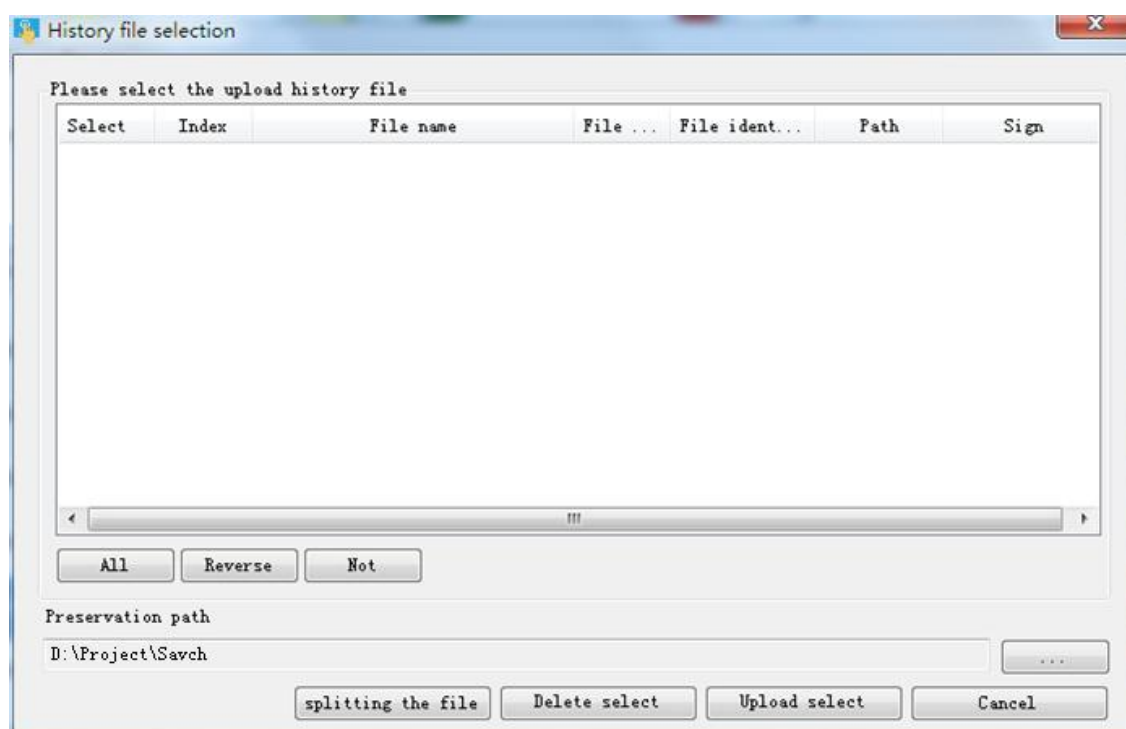 History file selection
Please select the upload history file
Select Index File name File ... File ident... Path Sign
All Reverse Not
Preservation path
D:\Project\Savch
...
splitting the file Delete select Upload select Cancel